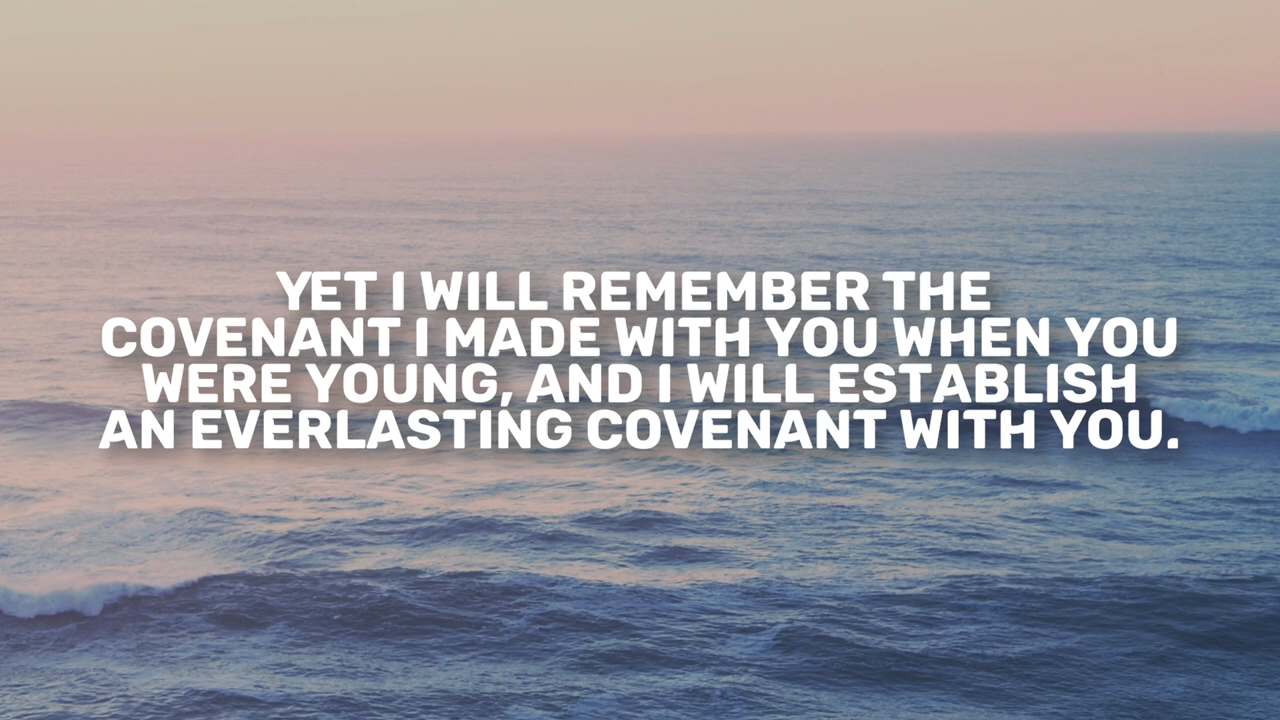 YET I WILL REMEMBER THE
COVENANT I MADE WITH YOU WHEN YOU
WERE YOUNG, AND I WILL ESTABLISH
AN EVERLASTING COVENANT WITH YOU.